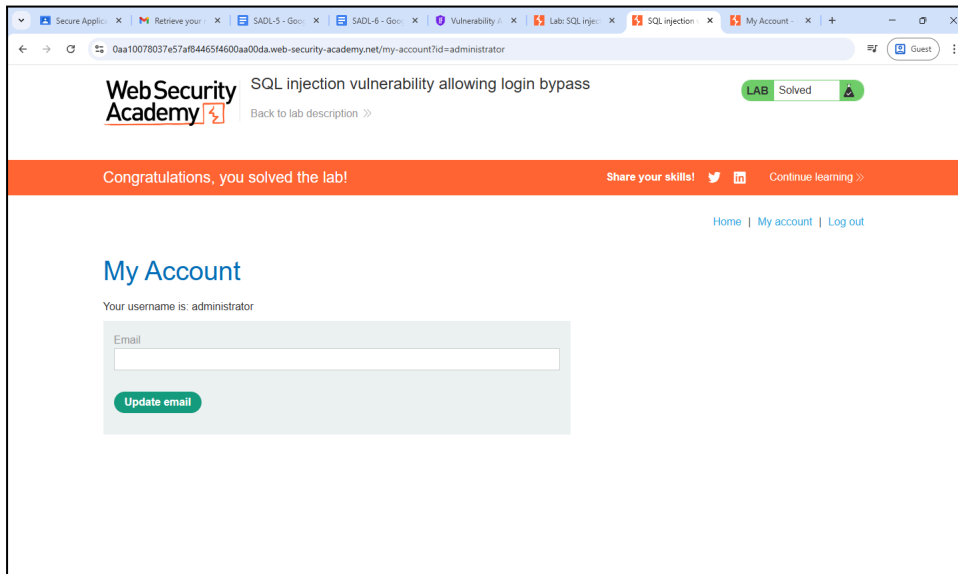 Secure Applic
Retrieve your
SADL-5 - Goo
SADL-6 - Goo
Vulnerability A
Lab: SQL injec
SQL injection
My Account -
0aa10078037e57af84465f4600aa00da.web-security-academy.net/my-account?id=administrator
Guest
WebSecurity
Academy
SQL injection vulnerability allowing login bypass
Back to lab description
LAB Solved
Congratulations, you solved the lab!
Share your skills!
Continue learning
Home | My account | Log out
My Account
Your username is: administrator
Email
Update email